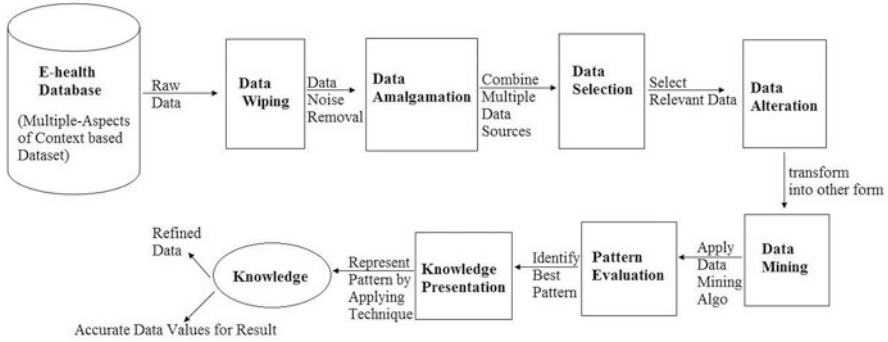 E-health
Database
(Multiple-Aspects
of Context based
Dataset)
Raw
Data
Data
Wiping
Data
Noise
Removal
Data
Amalgamation
Combine
Multiple
Data
Sources
Data
Selection
Select
Relevant Data
Data
Alteration
transform
into other form
Data
Mining
Apply
Data
Mining
Algo
Pattern
Evaluation
Identify
Best
Pattern
Knowledge
Presentation
Represent
Pattern by
Applying
Technique
Knowledge
Refined
Data
Accurate Data Values for Result